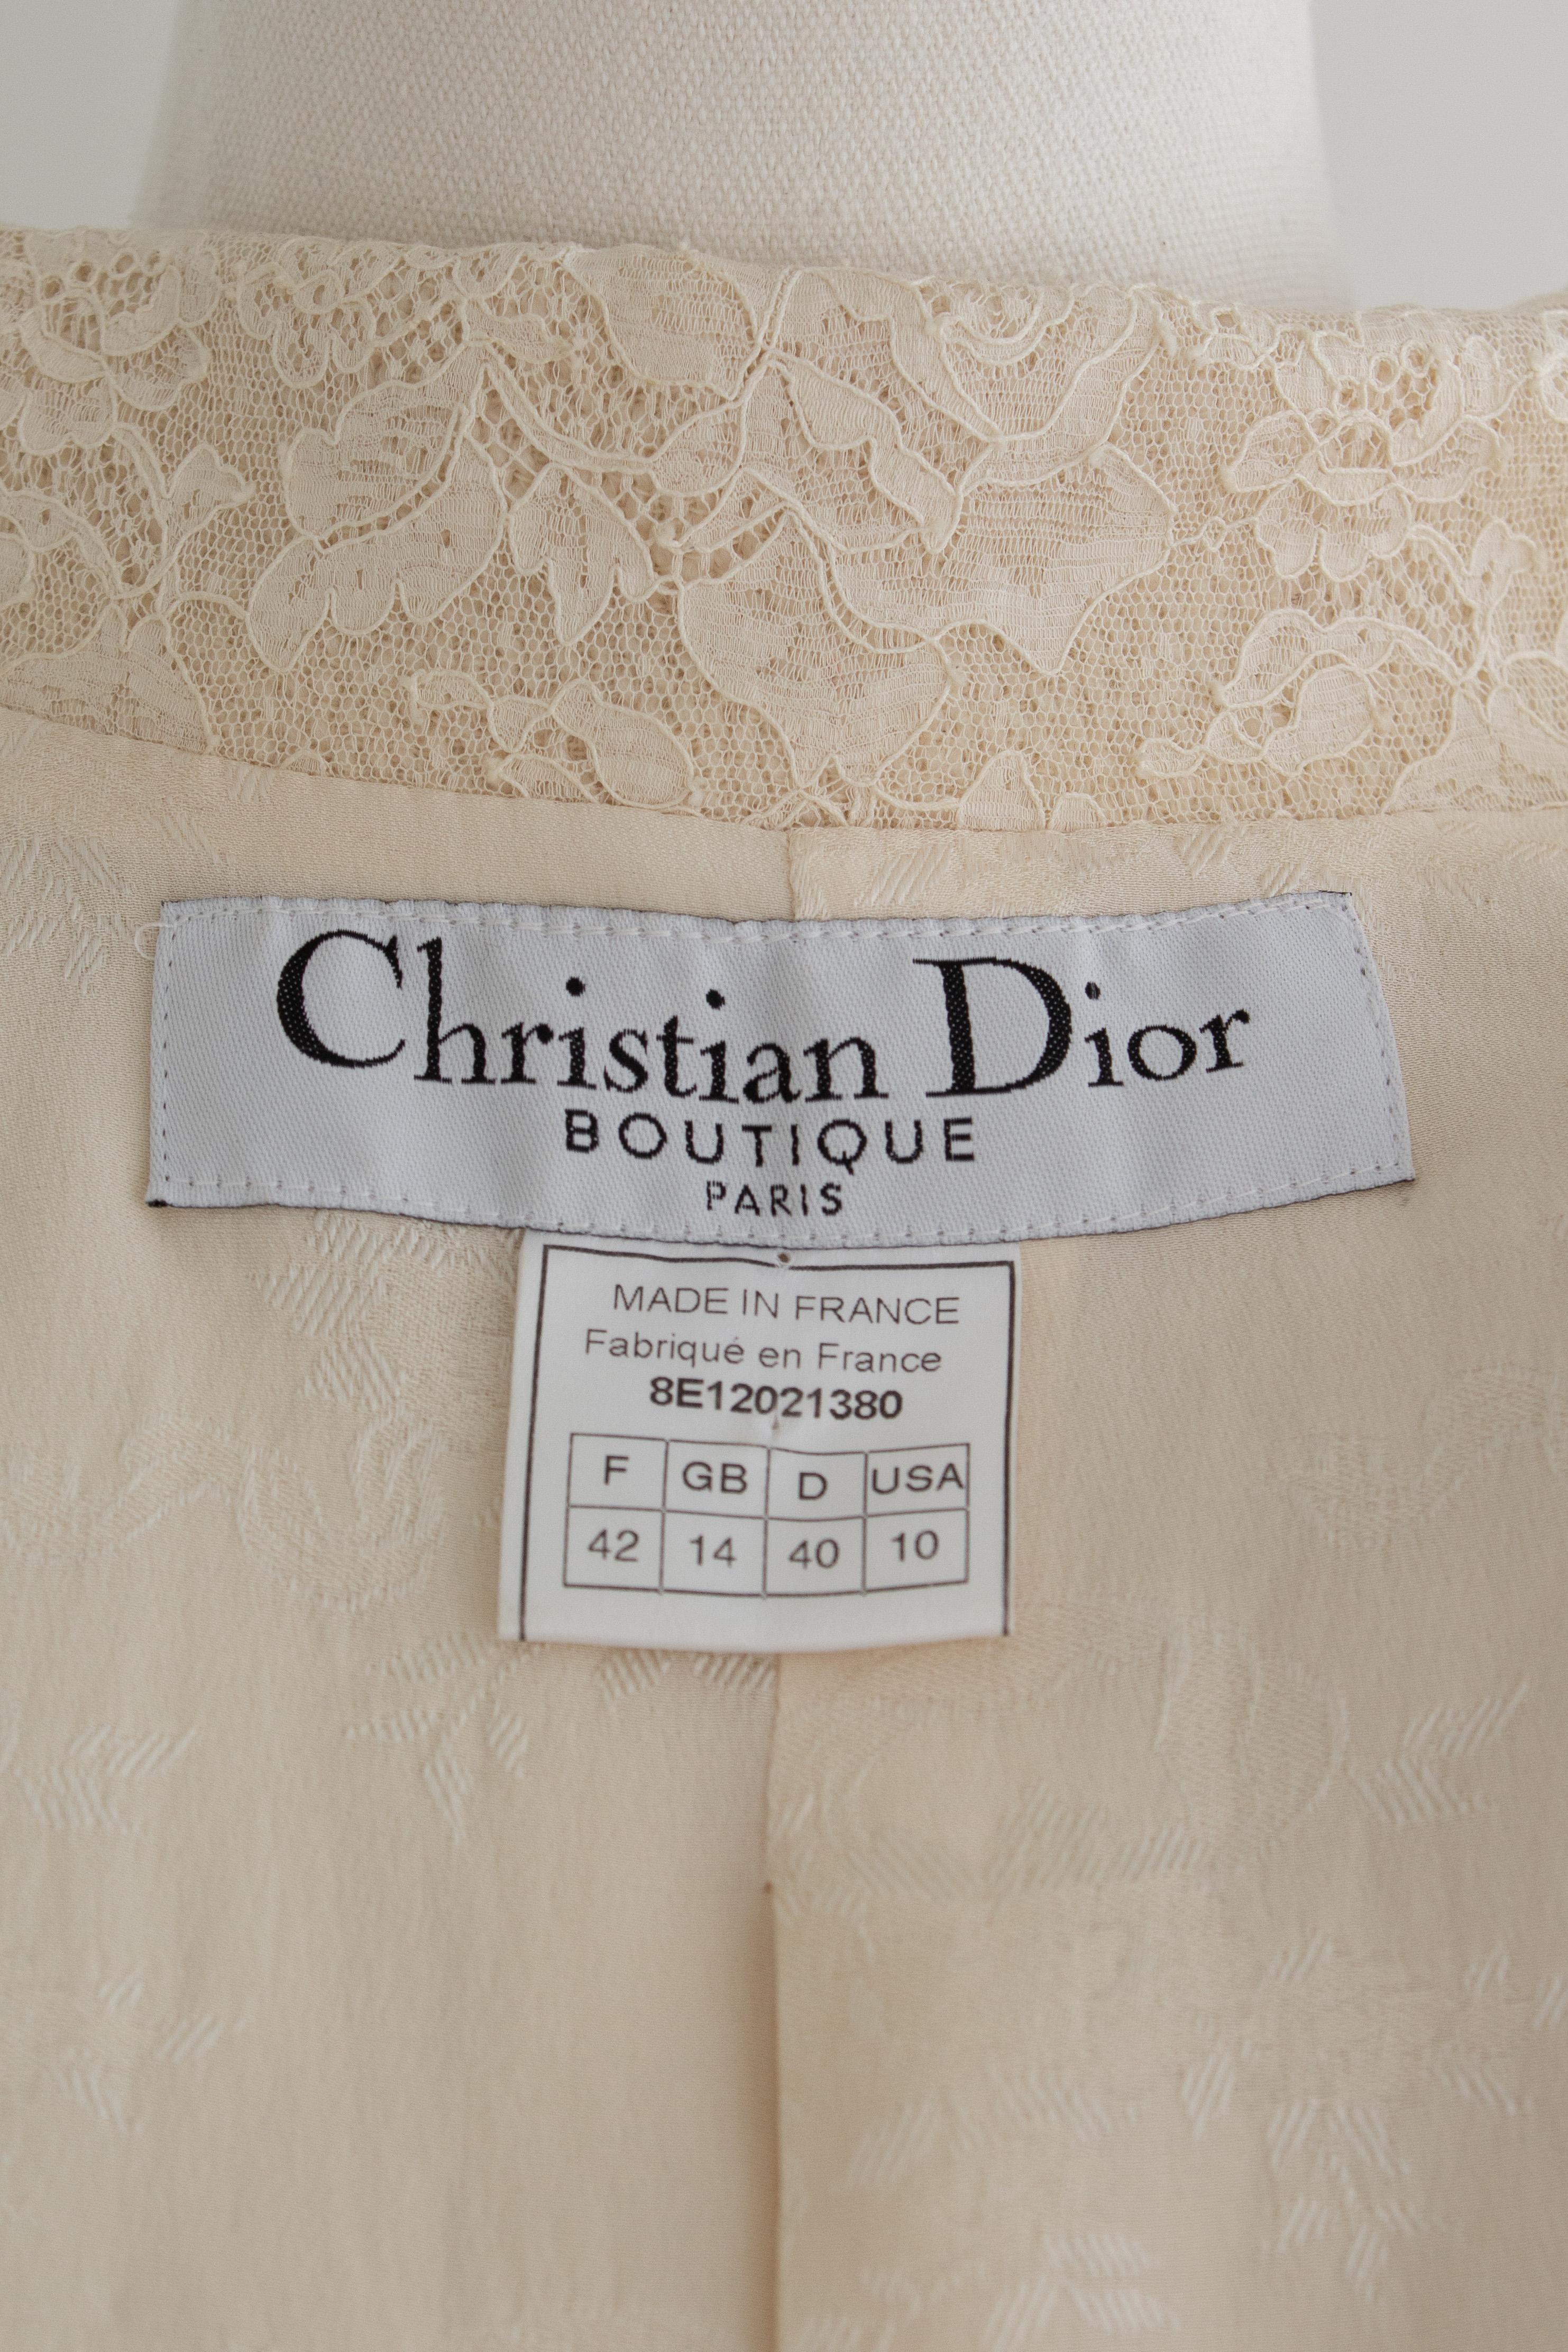 Christian Dior
BOUTIQUE
PARIS
MADE IN FRANCE
Fabriqué en France
8E12021380
F GB D USA
42 14 40 10